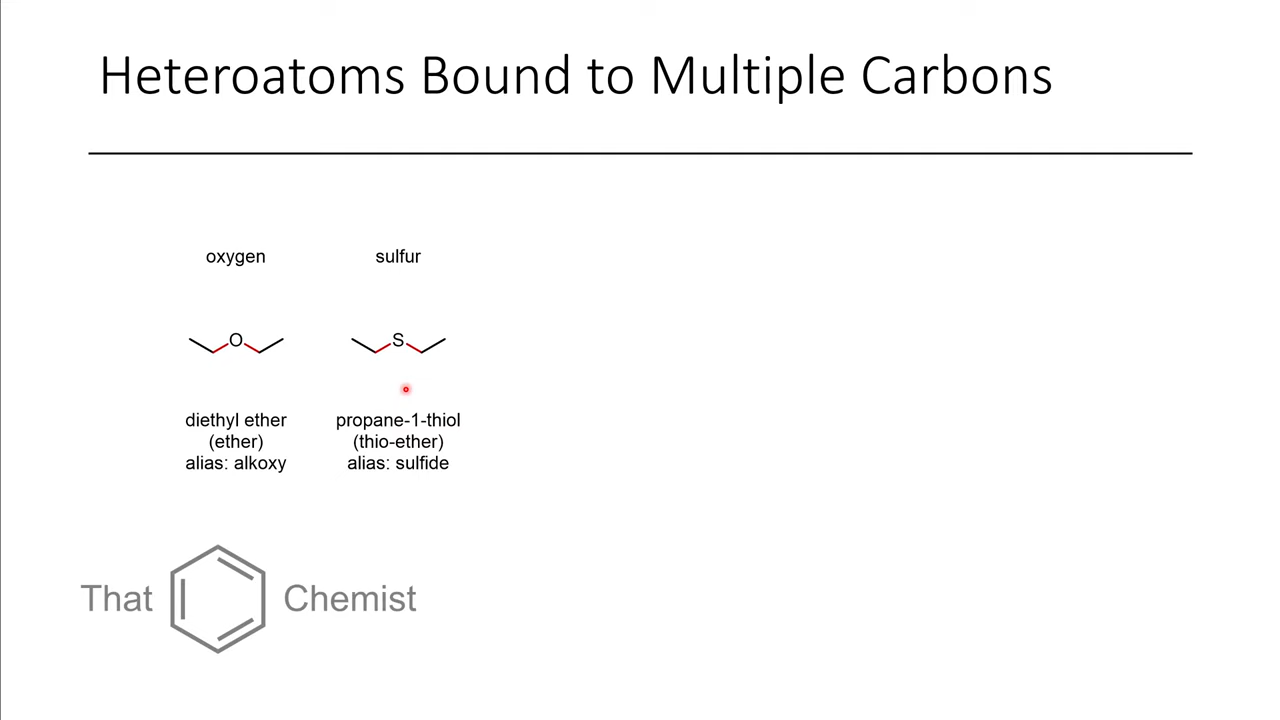 Heteroatoms Bound to Multiple Carbons
oxygen
sulfur
O
S
diethyl ether
(ether)
alias: alkoxy
propane-1-thiol
(thio-ether)
alias: sulfide
That Chemist